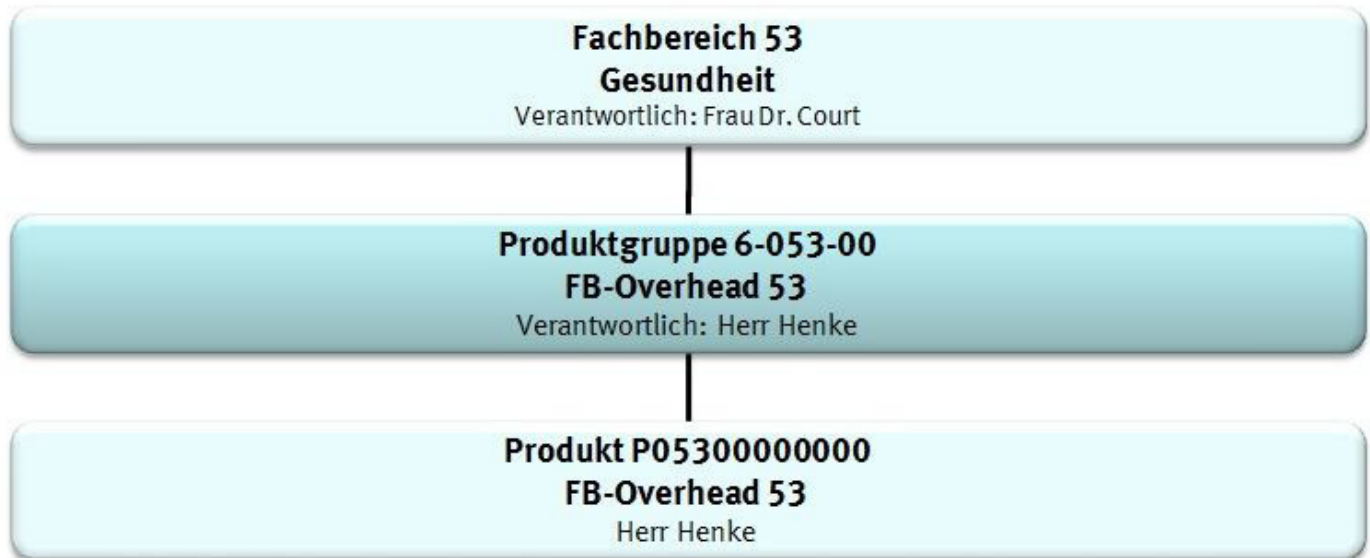 Fachbereich 53
Gesundheit
Verantwortlich: Frau Dr. Court
Produktgruppe 6-053-00
FB-Overhead 53
Verantwortlich: Herr Henke
Produkt P05300000000
FB-Overhead 53
Herr Henke